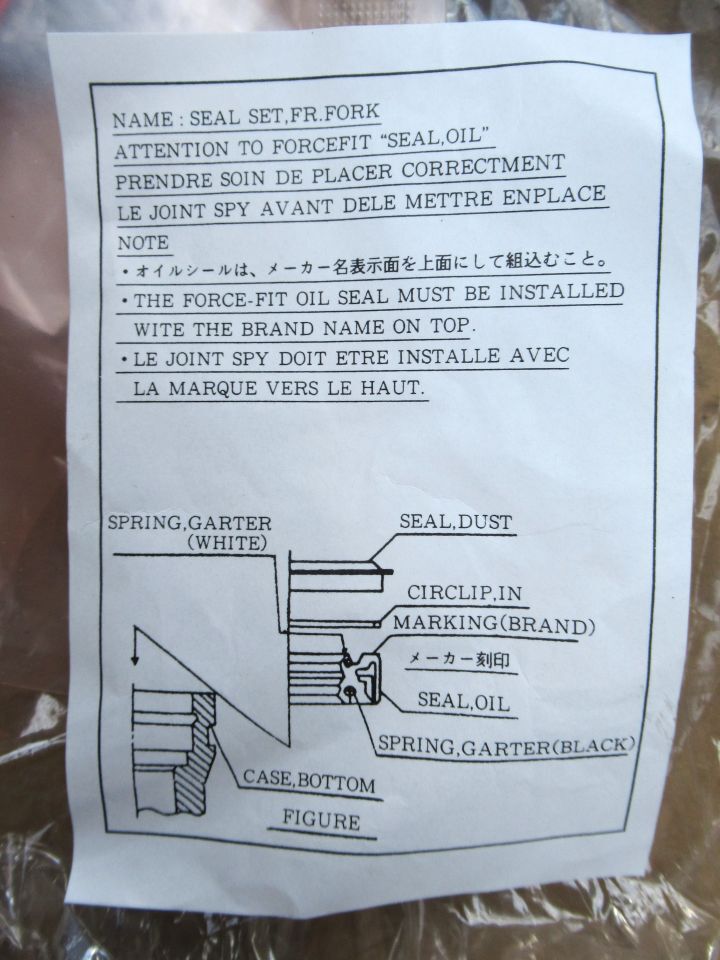 NAME : SEAL SET,FR.FORK
ATTENTION TO FORCEFIT “SEAL,OIL”
PRENDRE SOIN DE PLACER CORRECTMENT
LE JOINT SPY AVANT DELE METTRE ENPLACE
NOTE
・オイルシールは、メーカー名表示面を上面にして組込むこと。
・THE FORCE-FIT OIL SEAL MUST BE INSTALLED
WITE THE BRAND NAME ON TOP.
・LE JOINT SPY DOIT ETRE INSTALLE AVEC
LA MARQUE VERS LE HAUT.
SPRING,GARTER
(WHITE)
SEAL,DUST
CIRCLIP,IN
MARKING(BRAND)
メーカー刻印
SEAL,OIL
SPRING,GARTER(BLACK)
CASE,BOTTOM
FIGURE